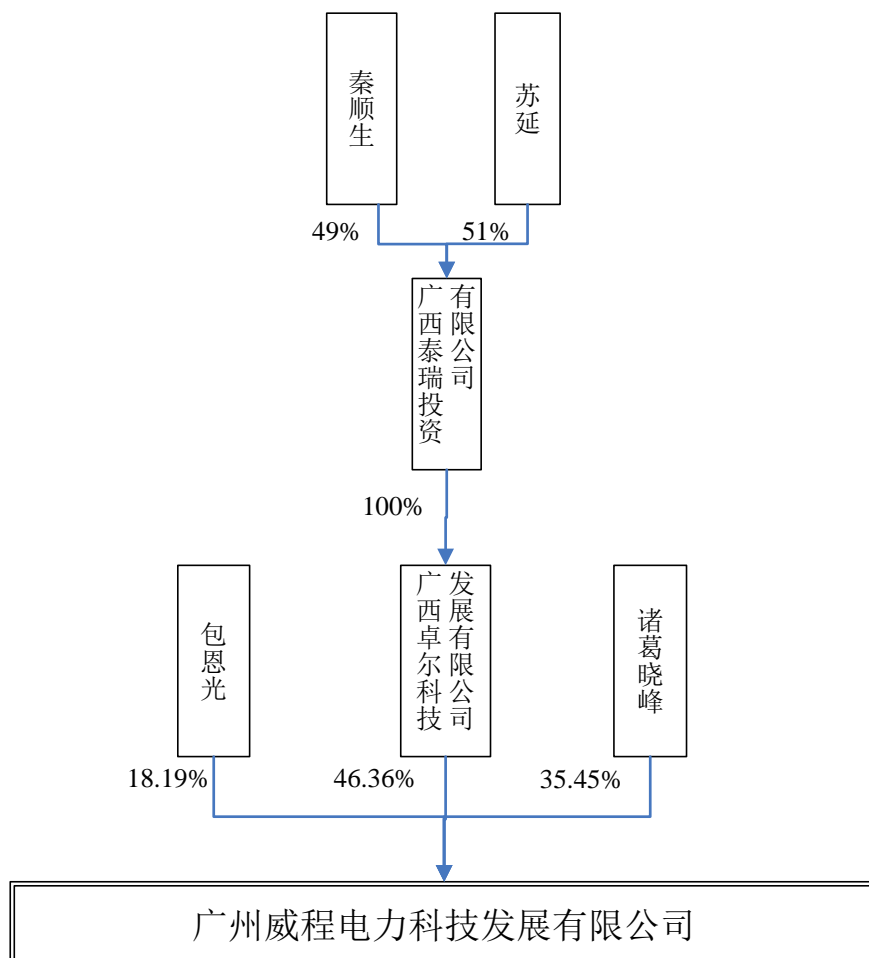 秦顺生
苏延
49%
51%
广西泰瑞投资
有限公司
100%
包恩光
广西卓尔科技
发展有限公司
诸葛晓峰
18.19%
46.36%
35.45%
广州威程电力科技发展有限公司